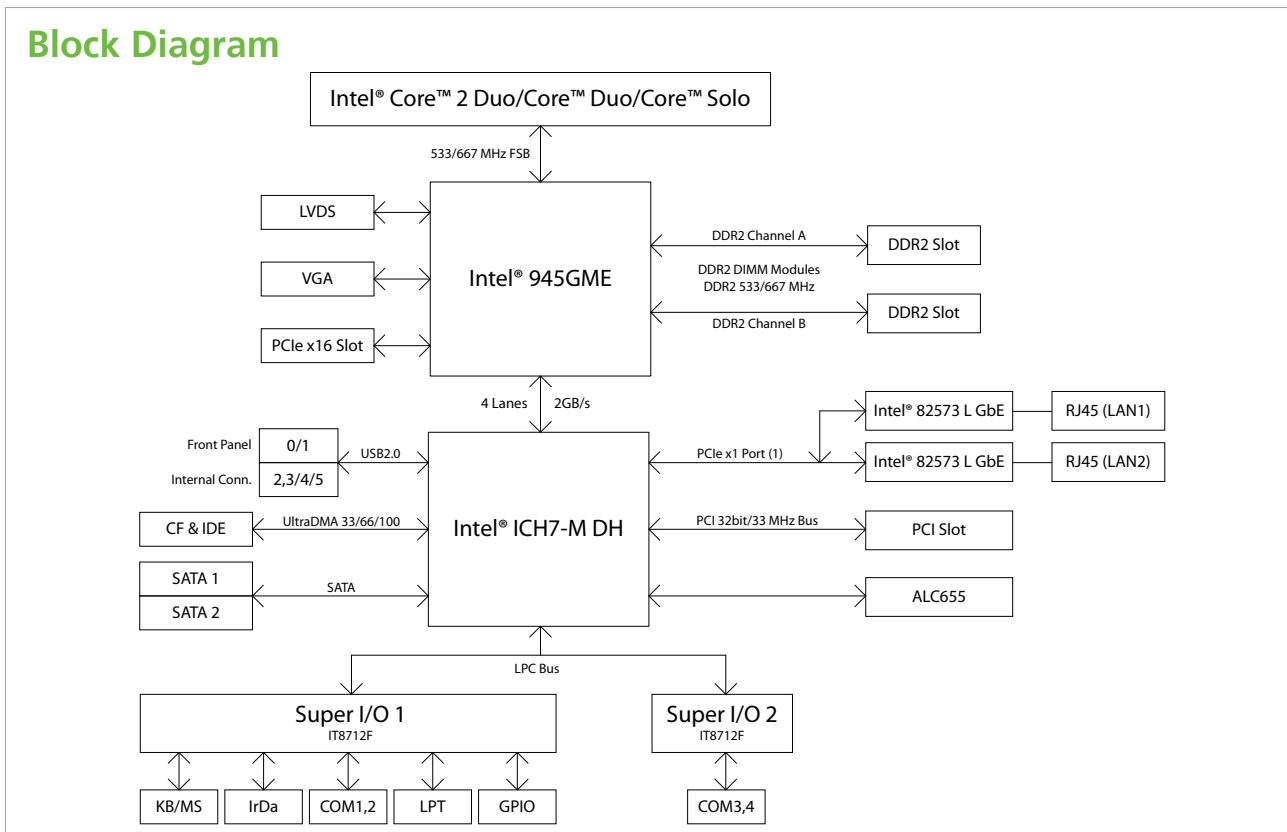 Block Diagram
Intel® Core™ 2 Duo/Core™ Duo/Core™ Solo
533/667 MHz FSB
LVDS
VGA
PCIe x16 Slot
Intel® 945GME
DDR2 Channel A
DDR2 DIMM Modules
DDR2 533/667 MHz
DDR2 Channel B
DDR2 Slot
DDR2 Slot
4 Lanes
2GB/s
Front Panel
0/1
Internal Conn.
2,3/4/5
USB2.0
CF & IDE
UltraDMA 33/66/100
SATA 1
SATA 2
SATA
Intel® ICH7-M DH
PCIe x1 Port (1)
Intel® 82573 L GbE
RJ45 (LAN1)
Intel® 82573 L GbE
RJ45 (LAN2)
PCI 32bit/33 MHz Bus
PCI Slot
ALC655
LPC Bus
Super I/O 1
IT8712F
Super I/O 2
IT8712F
KB/MS
IrDa
COM1,2
LPT
GPIO
COM3,4